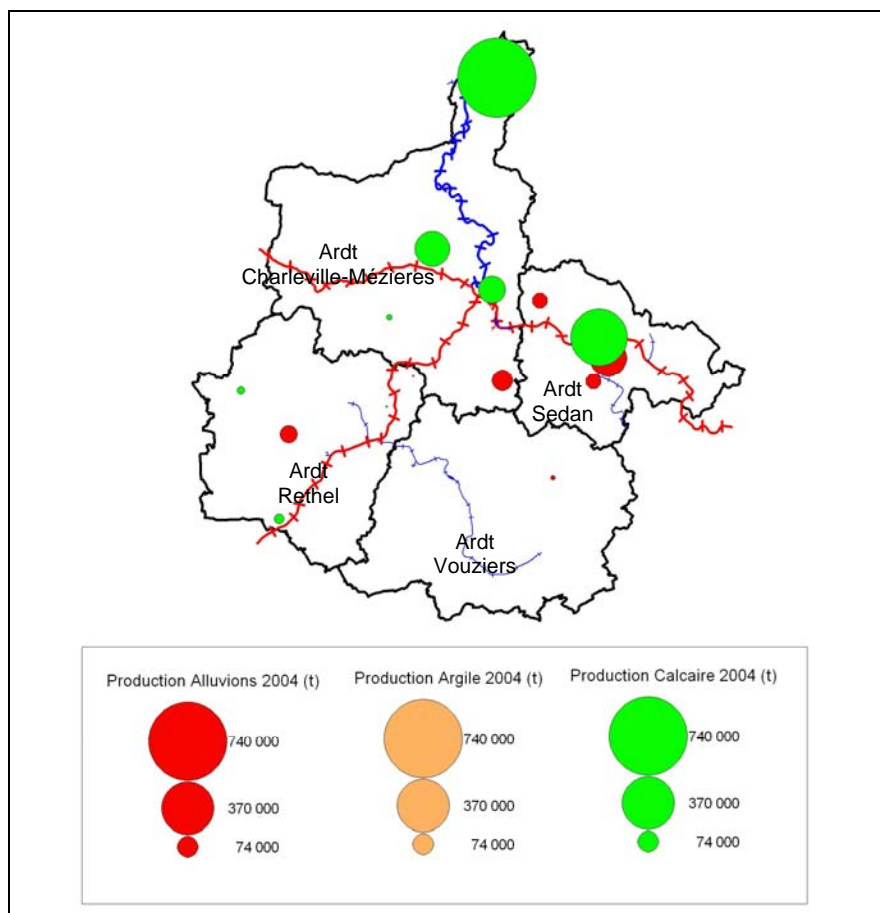 Ardt
Charleville-Mézieres
Ardt
Sedan
Ardt
Rethel
Ardt
Vouziers
Production Alluvions 2004 (t)
740 000
370 000
74 000
Production Argile 2004 (t)
740 000
370 000
74 000
Production Calcaire 2004 (t)
740 000
370 000
74 000